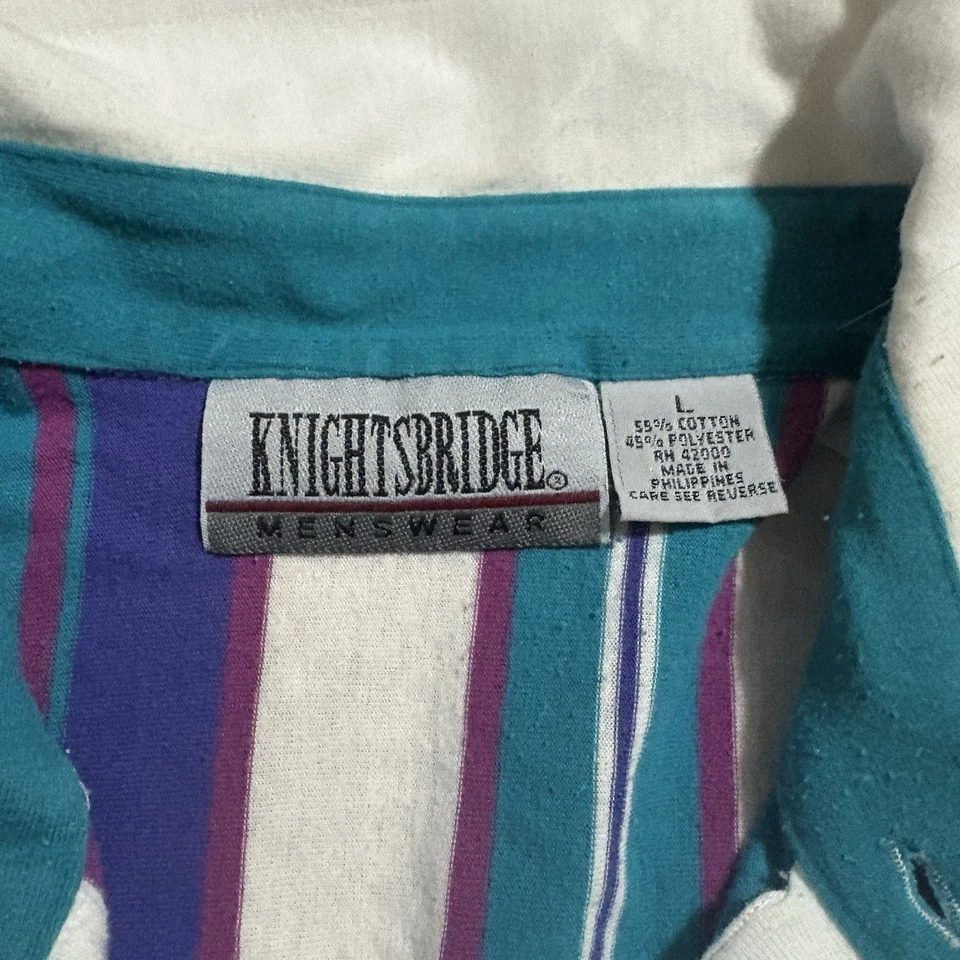 KNIGHTSBRIDGE®
MENSWEAR
L
55% COTTON
45% POLYESTER
RN 42000
MADE IN
PHILIPPINES
CARE SEE REVERSE